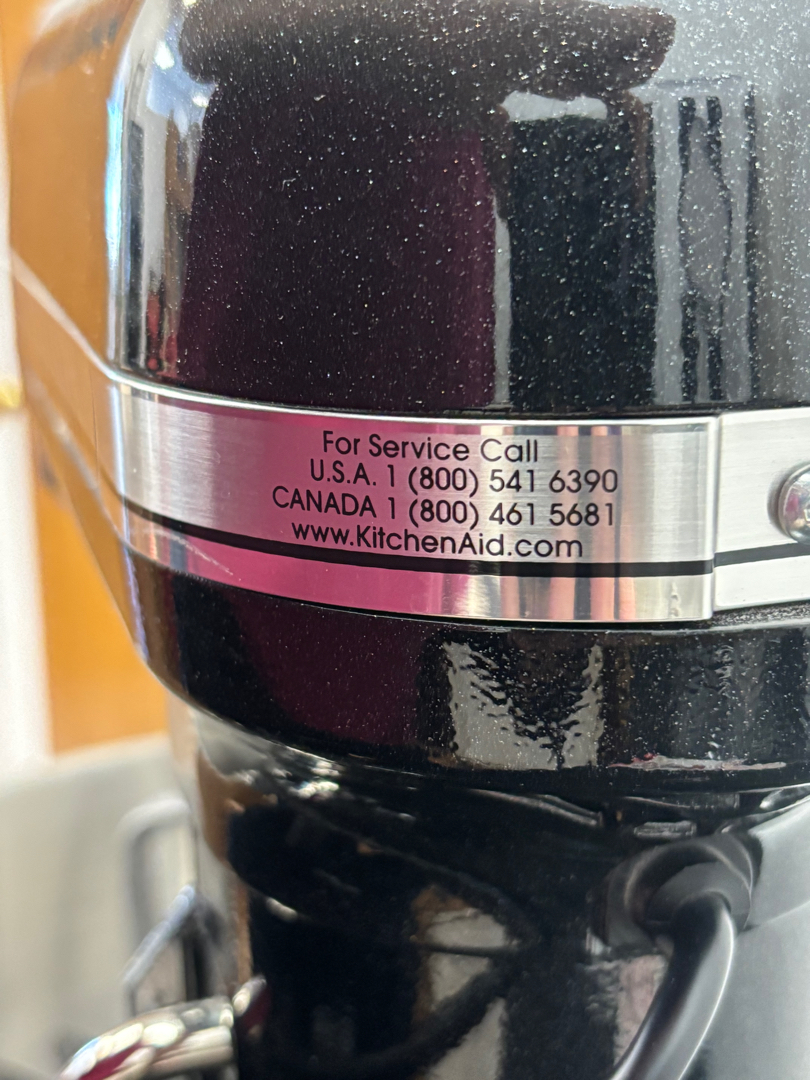 For Service Call
U.S.A. 1 (800) 541 6390
CANADA 1 (800) 461 5681
www.KitchenAid.com